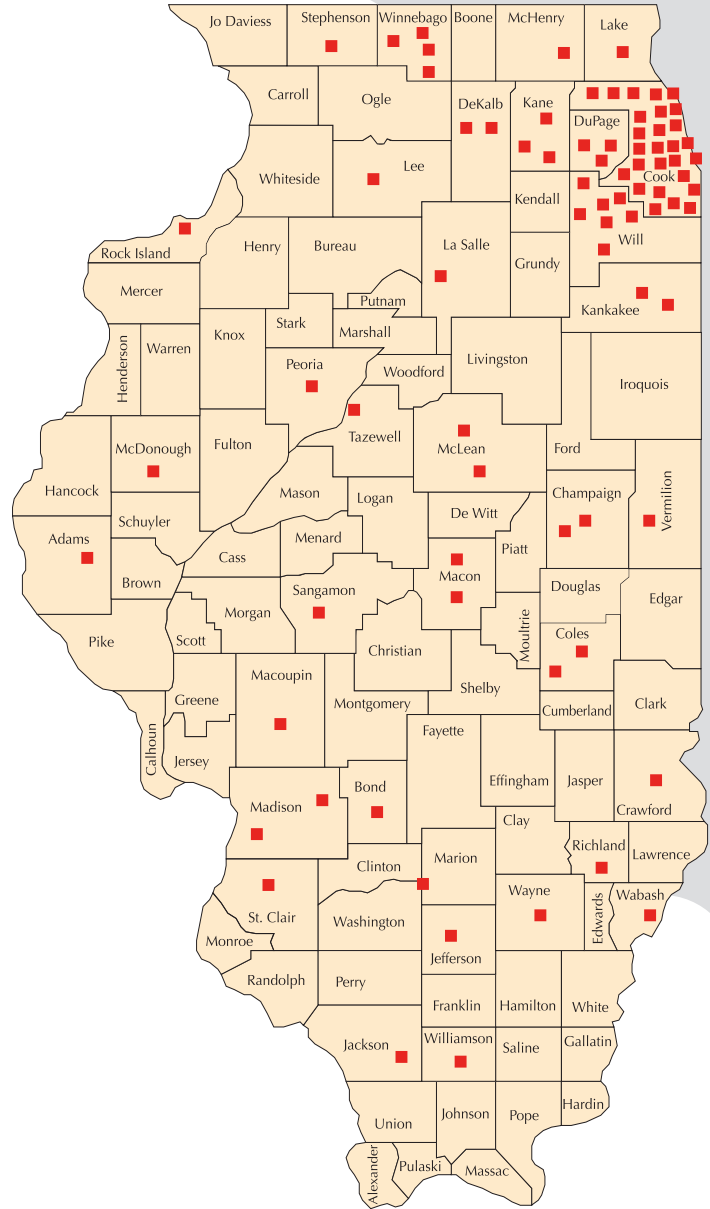 Jo Daviess
Stephenson
Winnebago
Boone
McHenry
Lake
Carroll
Ogle
DeKalb
Kane
DuPage
Cook
Whiteside
Lee
Kendall
Will
Rock Island
Henry
Bureau
La Salle
Grundy
Mercer
Putnam
Kankakee
Henderson
Warren
Knox
Stark
Marshall
Peoria
Woodford
Livingston
Iroquois
McDonough
Fulton
Tazewell
McLean
Ford
Hancock
Mason
Logan
Champaign
Vermilion
Schuyler
De Witt
Adams
Menard
Piatt
Cass
Brown
Sangamon
Macon
Douglas
Edgar
Pike
Scott
Morgan
Christian
Moultrie
Coles
Macoupin
Shelby
Greene
Montgomery
Cumberland
Clark
Calhoun
Jersey
Fayette
Effingham
Jasper
Crawford
Madison
Bond
Clay
Richland
Lawrence
Clinton
Marion
Wayne
Edwards
Wabash
St. Clair
Washington
Monroe
Jefferson
Randolph
Perry
Franklin
Hamilton
White
Jackson
Williamson
Saline
Gallatin
Union
Johnson
Pope
Hardin
Alexander
Pulaski
Massac